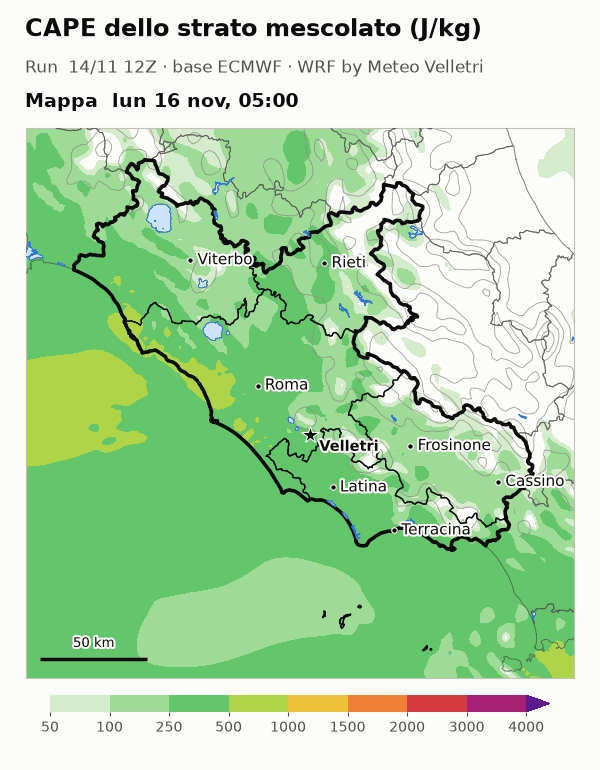 CAPE dello strato mescolato (J/kg)
Run  14/11 12Z · base ECMWF · WRF by Meteo Velletri
Mappa  lun 16 nov, 05:00
Viterbo
Rieti
Roma
Velletri
Frosinone
Cassino
Latina
Terracina
50 km
50 100 250 500 1000 1500 2000 3000 4000